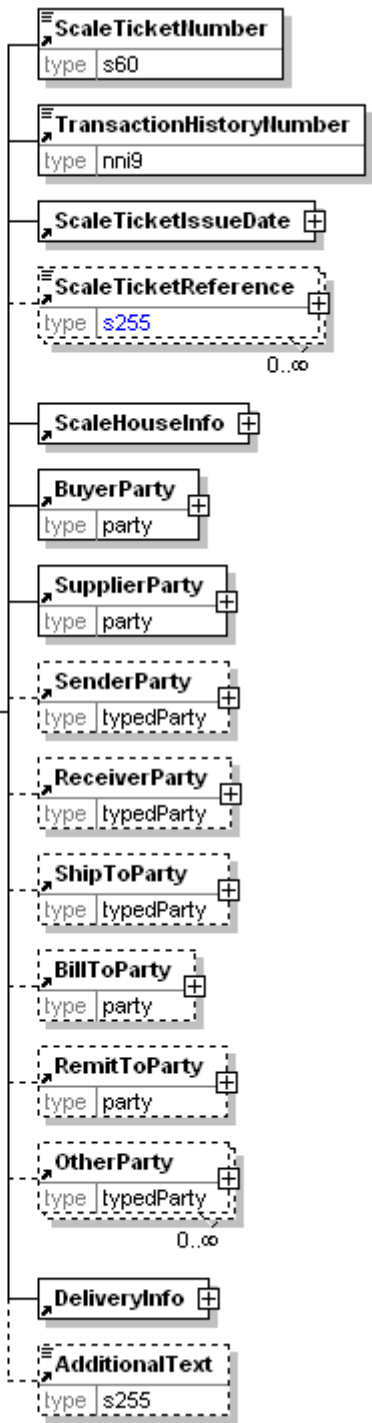 ScaleTicketNumber
type s60
TransactionHistoryNumber
type nni9
ScaleTicketIssueDate
ScaleTicketReference
type s255
0..∞
ScaleHouseInfo
BuyerParty
type party
SupplierParty
type party
SenderParty
type typedParty
ReceiverParty
type typedParty
ShipToParty
type typedParty
BillToParty
type party
RemitToParty
type party
OtherParty
type typedParty
0..∞
DeliveryInfo
AdditionalText
type s255